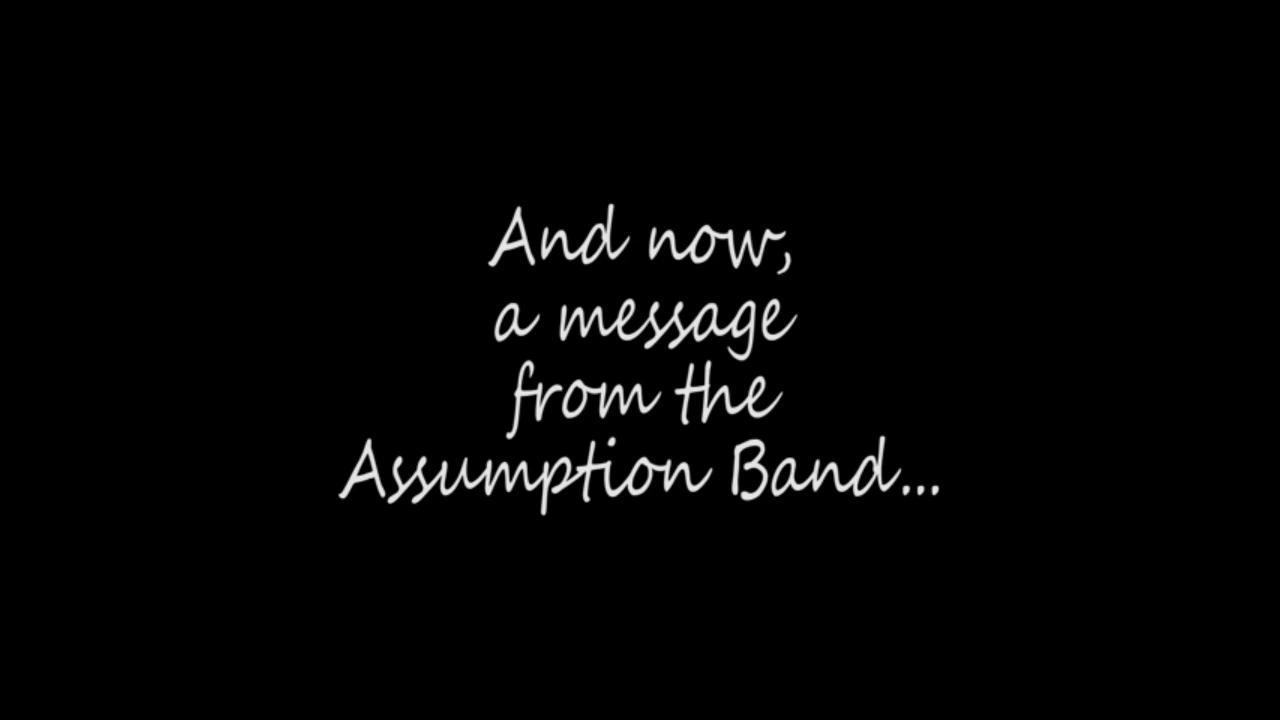 And now,
a message
from the
Assumption Band...